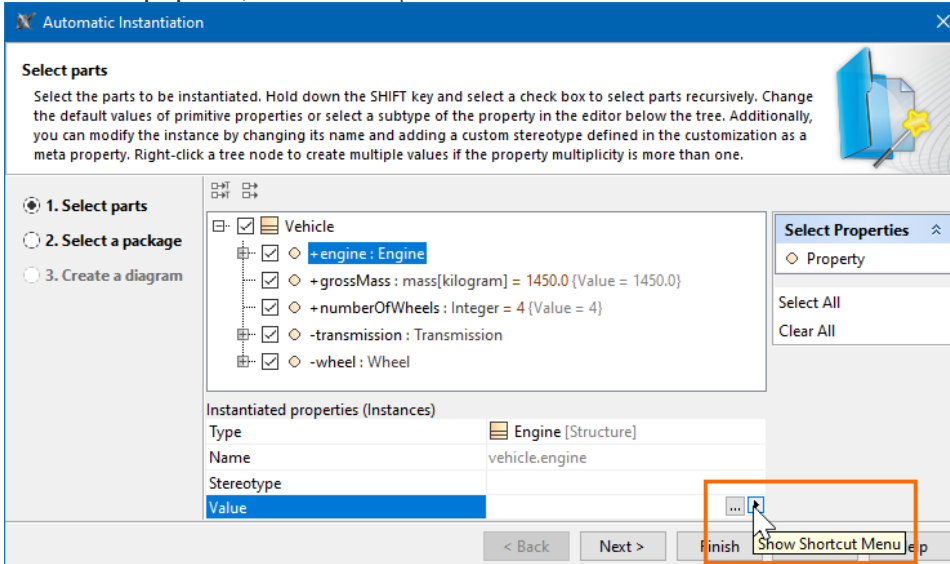 Automatic Instantiation
Select parts
Select the parts to be instantiated. Hold down the SHIFT key and select a check box to select parts recursively. Change
the default values of primitive properties or select a subtype of the property in the editor below the tree. Additionally,
you can modify the instance by changing its name and adding a custom stereotype defined in the customization as a
meta property. Right-click a tree node to create multiple values if the property multiplicity is more than one.
1. Select parts
2. Select a package
3. Create a diagram
Vehicle
+engine : Engine
+grossMass : mass[kilogram] = 1450.0 {Value = 1450.0}
+numberOfWheels : Integer = 4 {Value = 4}
-transmission : Transmission
-wheel : Wheel
Select Properties
Property
Select All
Clear All
Instantiated properties (Instances)
Type Engine [Structure]
Name vehicle.engine
Stereotype
Value ...
< Back Next > Finish
Show Shortcut Menu